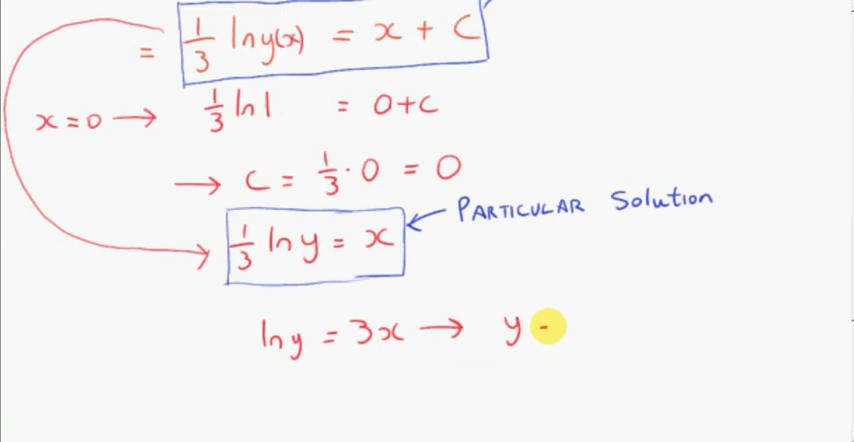 = 1/3 ln y(x) = x + C
x = 0 → 1/3 ln 1 = 0 + C
→ C = 1/3 · 0 = 0
1/3 ln y = x ← PARTICULAR Solution
ln y = 3x → y -